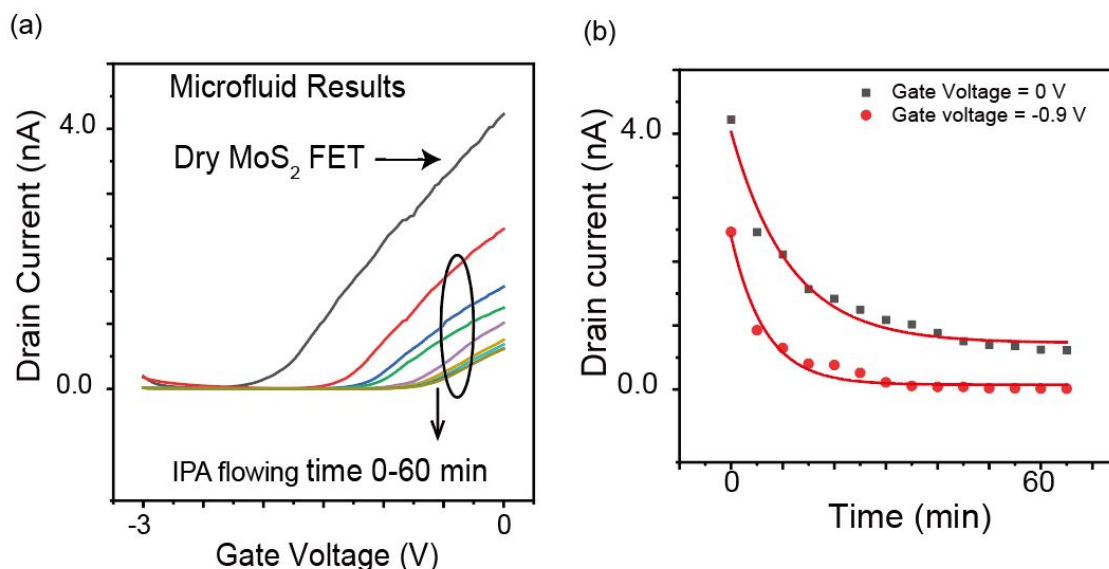 (a)
Microfluid Results
Dry MoS₂ FET
IPA flowing time 0-60 min
Drain Current (nA)
4.0
0.0
-3
0
Gate Voltage (V)
(b)
Gate Voltage = 0 V
Gate voltage = -0.9 V
Drain current (nA)
4.0
0.0
0
60
Time (min)